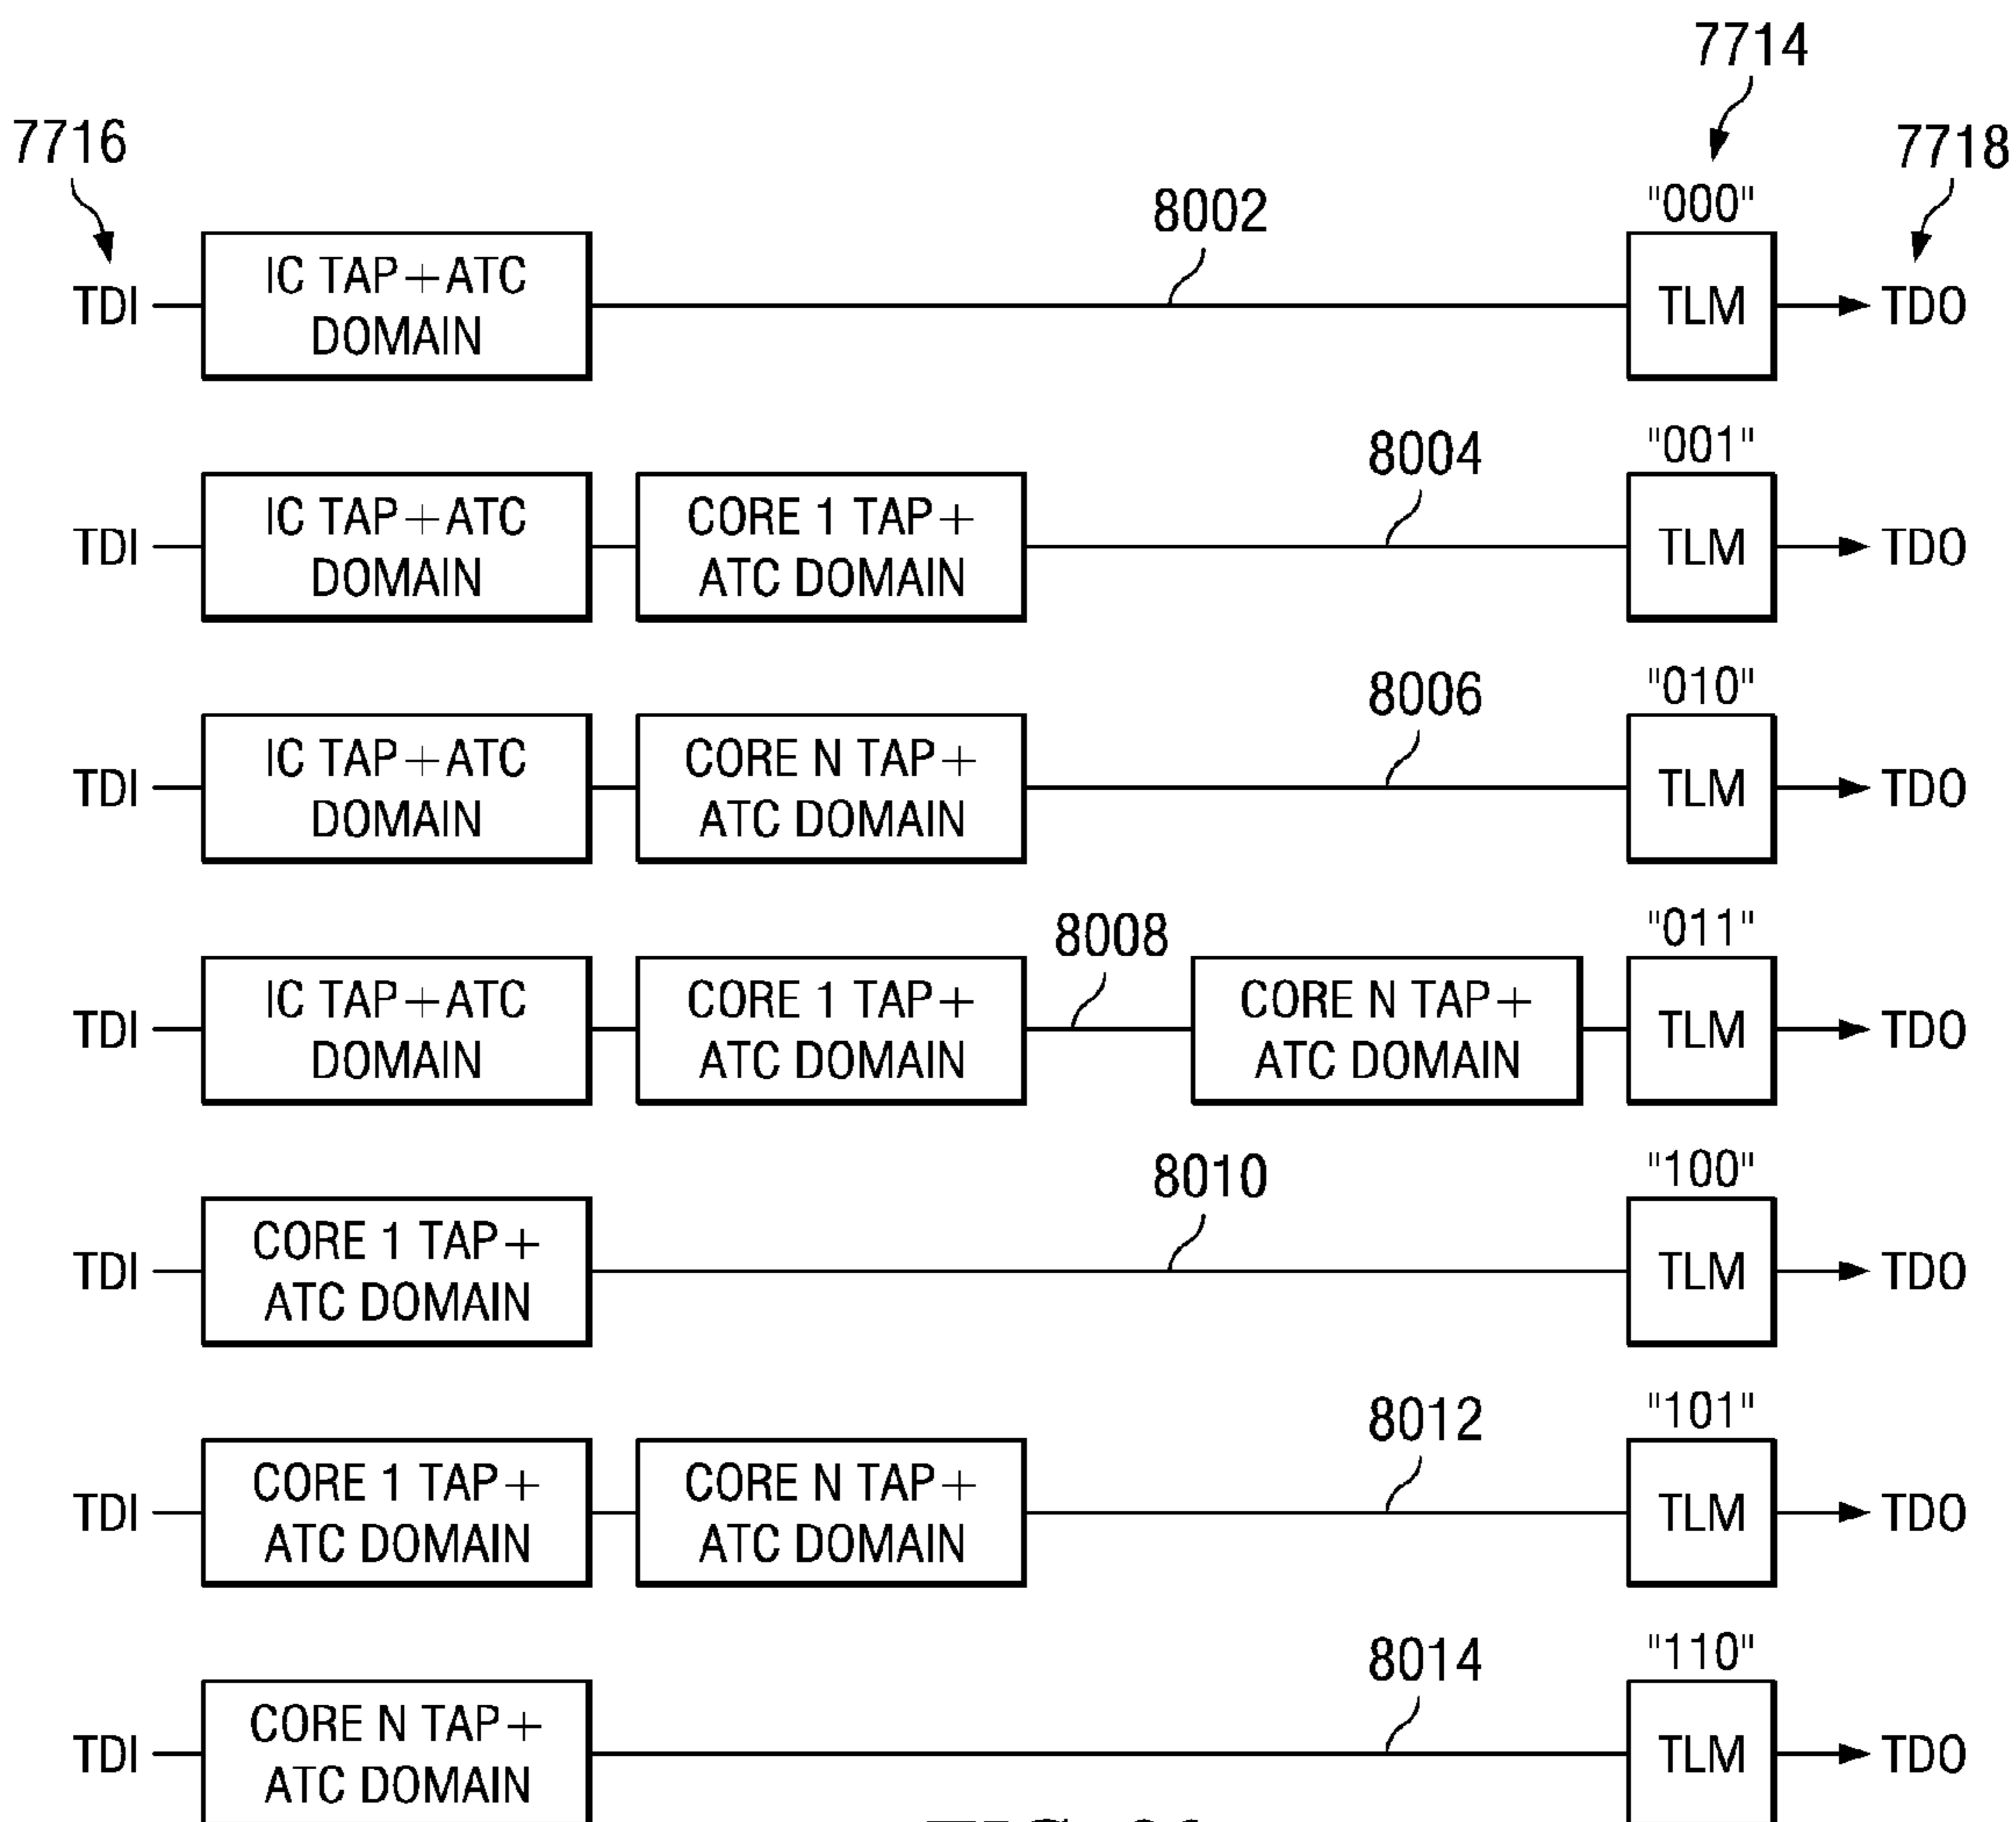 7714
7716
7718
8002
"000"
TDI
IC TAP+ATC
DOMAIN
TLM
TDO
8004
"001"
TDI
IC TAP+ATC
DOMAIN
CORE 1 TAP+
ATC DOMAIN
TLM
TDO
8006
"010"
TDI
IC TAP+ATC
DOMAIN
CORE N TAP+
ATC DOMAIN
TLM
TDO
8008
"011"
TDI
IC TAP+ATC
DOMAIN
CORE 1 TAP+
ATC DOMAIN
CORE N TAP+
ATC DOMAIN
TLM
TDO
8010
"100"
TDI
CORE 1 TAP+
ATC DOMAIN
TLM
TDO
8012
"101"
TDI
CORE 1 TAP+
ATC DOMAIN
CORE N TAP+
ATC DOMAIN
TLM
TDO
8014
"110"
TDI
CORE N TAP+
ATC DOMAIN
TLM
TDO